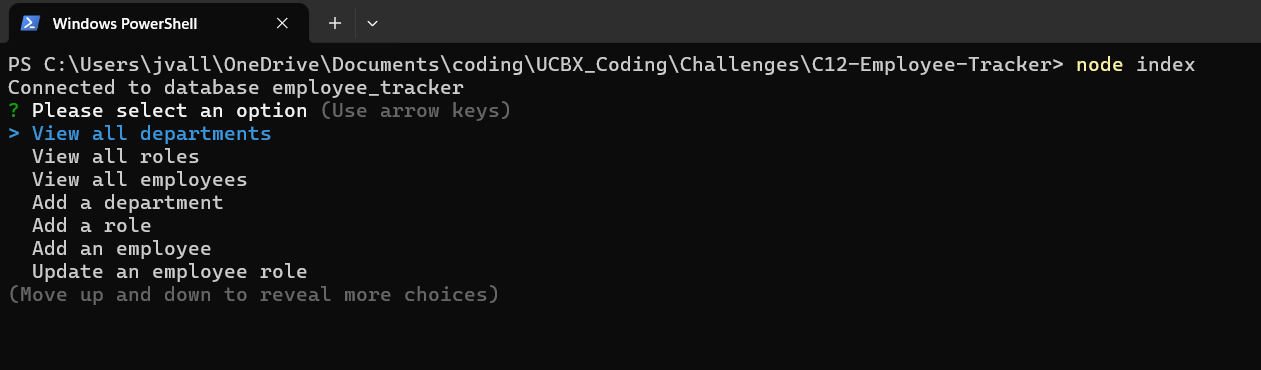 Windows PowerShell
PS C:\Users\jvall\OneDrive\Documents\coding\UCBX_Coding\Challenges\C12-Employee-Tracker> node index
Connected to database employee_tracker
? Please select an option (Use arrow keys)
> View all departments
View all roles
View all employees
Add a department
Add a role
Add an employee
Update an employee role
(Move up and down to reveal more choices)